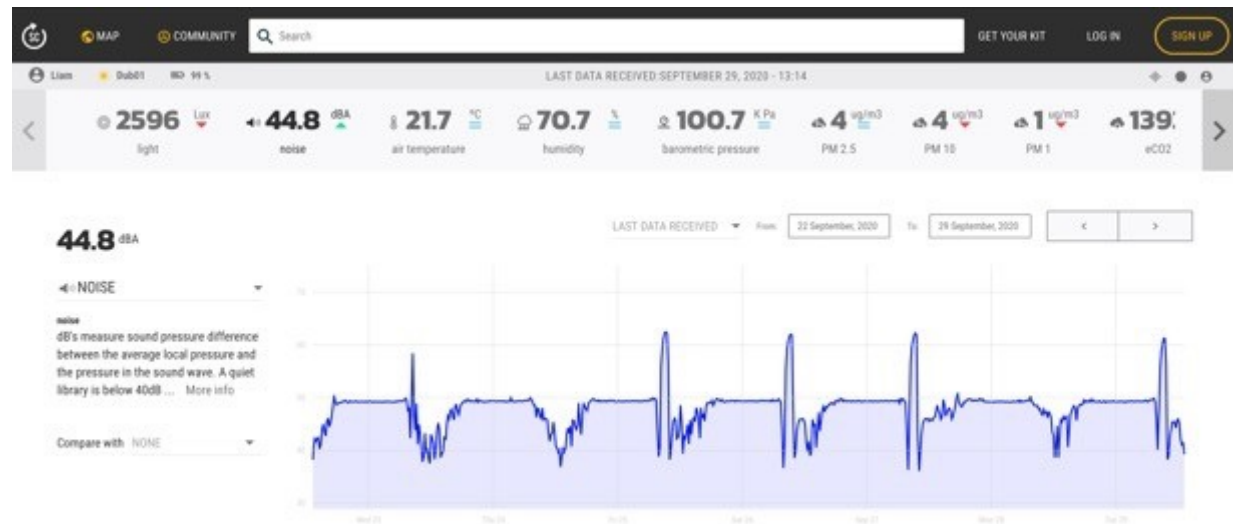 SC MAP COMMUNITY Search GET YOUR KIT LOG IN SIGN UP
Liam Dub01 99 % LAST DATA RECEIVED:SEPTEMBER 29, 2020 - 13:14
2596 Lux 44.8 dBA 21.7 °C 70.7 % 100.7 K Pa 4 ug/m3 4 ug/m3 1 ug/m3 139
light noise air temperature humidity barometric pressure PM 2.5 PM 10 PM 1 eCO2
44.8 dBA
LAST DATA RECEIVED From: 22 September, 2020 To: 29 September, 2020
NOISE
noise
dB's measure sound pressure difference
between the average local pressure and
the pressure in the sound wave. A quiet
library is below 40dB ... More info
Compare with NONE